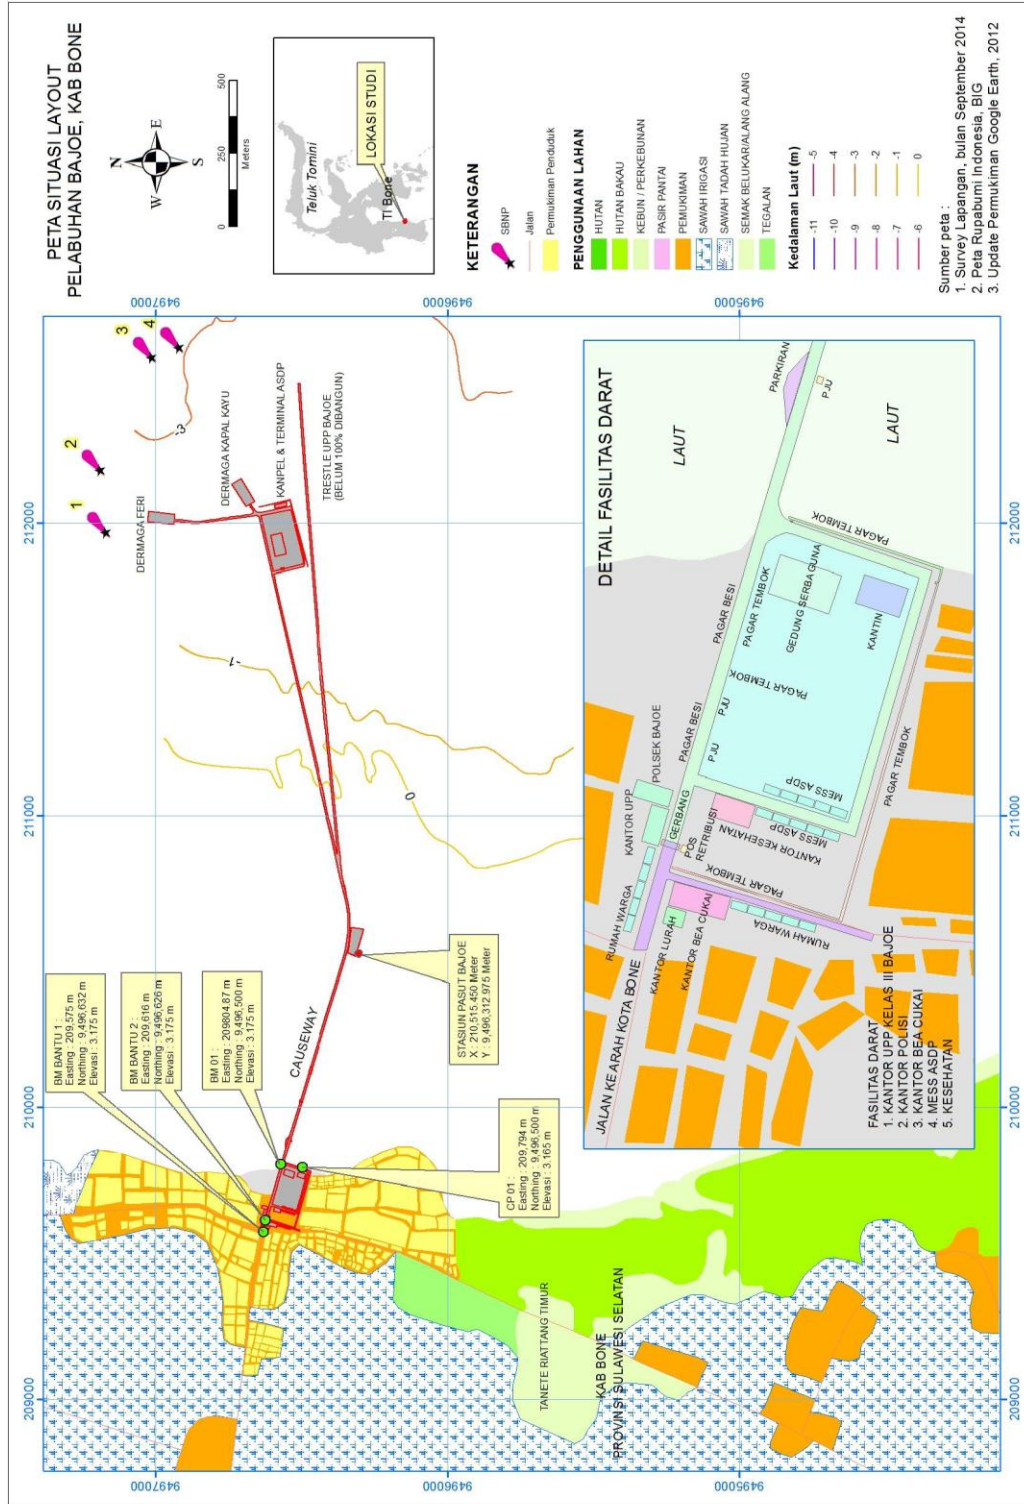 PETA SITUASI LAYOUT
PELABUHAN BAJOE, KAB BONE
N
W
E
S
0
250
500
Meters
Teluk Tomini
Tl Bone
LOKASI STUDI
KETERANGAN
SBNP
Jalan
Permukiman Penduduk
PENGGUNAAN LAHAN
HUTAN
HUTAN BAKAU
KEBUN / PERKEBUNAN
PASIR PANTAI
PEMUKIMAN
SAWAH IRIGASI
SAWAH TADAH HUJAN
SEMAK BELUKAR/ALANG ALANG
TEGALAN
Kedalaman Laut (m)
-11
-10
-9
-8
-7
-6
-5
-4
-3
-2
-1
0
Sumber peta :
1. Survey Lapangan, bulan September 2014
2. Peta Rupabumi Indonesia, BIG
3. Update Permukiman Google Earth, 2012
209000
210000
211000
212000
209000
210000
211000
212000
9497000
9496000
9495000
9497000
9496000
9495000
1
2
3
4
-3
-1
0
DERMAGA FERI
DERMAGA KAPAL KAYU
KANPEL & TERMINAL ASDP
TRESTLE UPP BAJOE
(BELUM 100% DIBANGUN)
BM BANTU 1 :
Easting : 209,575 m
Northing : 9,496,632 m
Elevasi : 3.175 m
BM BANTU 2 :
Easting : 209,616 m
Northing : 9,496,626 m
Elevasi : 3.175 m
BM 01 :
Easting : 209804.87 m
Northing : 9,496,500 m
Elevasi : 3.175 m
CAUSEWAY
STASIUN PASUT BAJOE
X : 210,515.450 Meter
Y : 9,496,312.975 Meter
CP 01 :
Easting : 209,794 m
Northing : 9,496,500 m
Elevasi : 3.165 m
TANETE RIATTANG TIMUR
KAB BONE
PROVINSI SULAWESI SELATAN
DETAIL FASILITAS DARAT
LAUT
LAUT
PARKIRAN
PJU
PAGAR TEMBOK
PAGAR BESI
PAGAR TEMBOK
GEDUNG SERBA GUNA
KANTIN
PAGAR TEMBOK
PJU
PJU
PAGAR BESI
PAGAR TEMBOK
POLSEK BAJOE
KANTOR UPP
GERBANG
POS
RETRIBUSI
MESS ASDP
MESS ASDP
KANTOR KESEHATAN
PAGAR TEMBOK
RUMAH WARGA
KANTOR LURAH
KANTOR BEA CUKAI
RUMAH WARGA
JALAN KE ARAH KOTA BONE
FASILITAS DARAT
1. KANTOR UPP KELAS III BAJOE
2. KANTOR POLISI
3. KANTOR BEA CUKAI
4. MESS ASDP
5. KESEHATAN